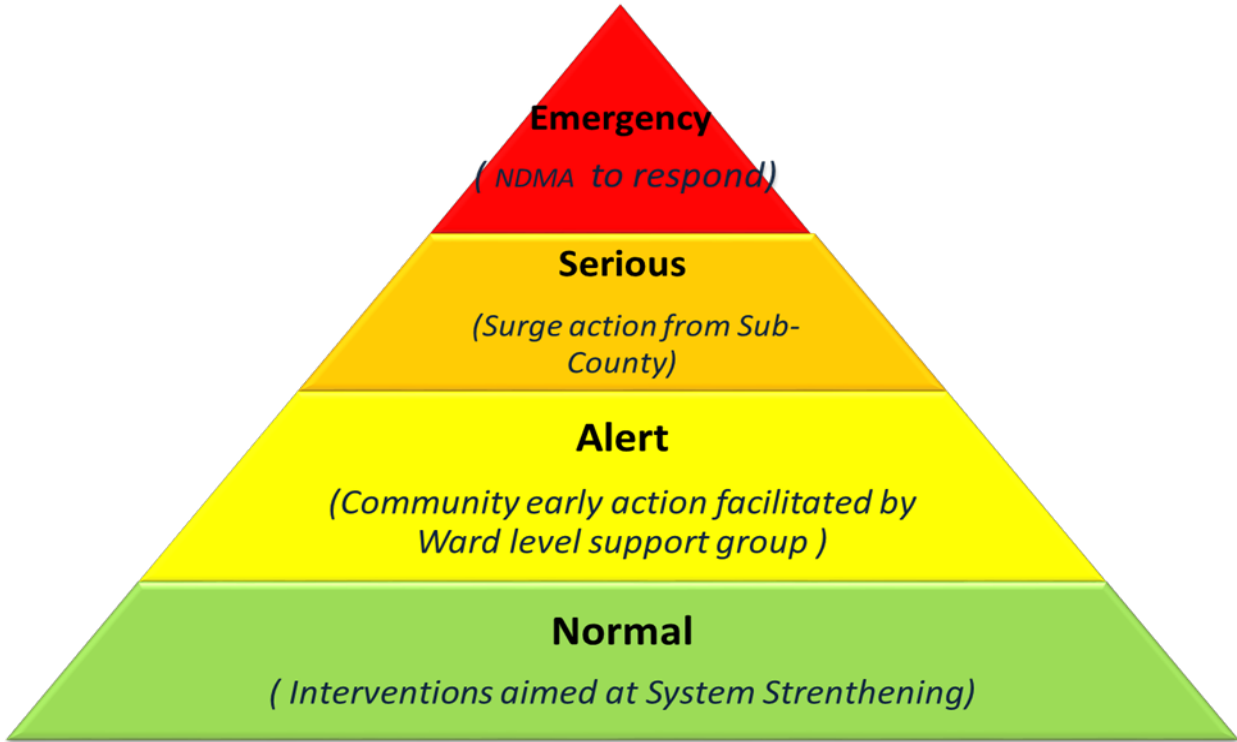 Emergency
( NDMA to respond)
Serious
(Surge action from Sub-
County)
Alert
(Community early action facilitated by
Ward level support group )
Normal
( Interventions aimed at System Strenthening)